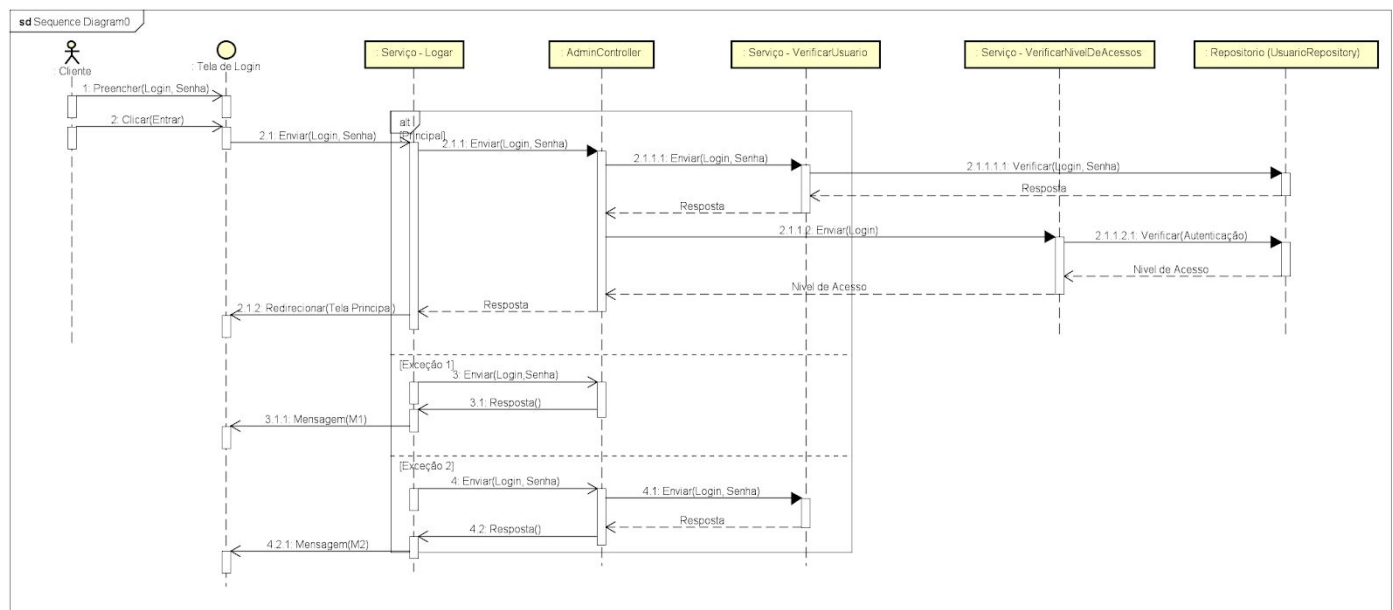 sd Sequence Diagram0
: Cliente
: Tela de Login
: Serviço - Logar
: AdminController
: Serviço - VerificarUsuario
: Serviço - VerificarNivelDeAcessos
: Repositorio (UsuarioRepository)
1: Preencher(Login, Senha)
2: Clicar(Entrar)
alt
[Principal]
2.1: Enviar(Login, Senha)
2.1.1: Enviar(Login, Senha)
2.1.1.1: Enviar(Login, Senha)
2.1.1.1.1: Verificar(Login, Senha)
Resposta
Resposta
2.1.1.2: Enviar(Login)
2.1.1.2.1: Verificar(Autenticação)
Nivel de Acesso
Nivel de Acesso
Resposta
2.1.2: Redirecionar(Tela Principa)
[Exceção 1]
3: Enviar(Login,Senha)
3.1: Resposta()
3.1.1: Mensagem(M1)
[Exceção 2]
4: Enviar(Login, Senha)
4.1: Enviar(Login, Senha)
Resposta
4.2: Resposta()
4.2.1: Mensagem(M2)